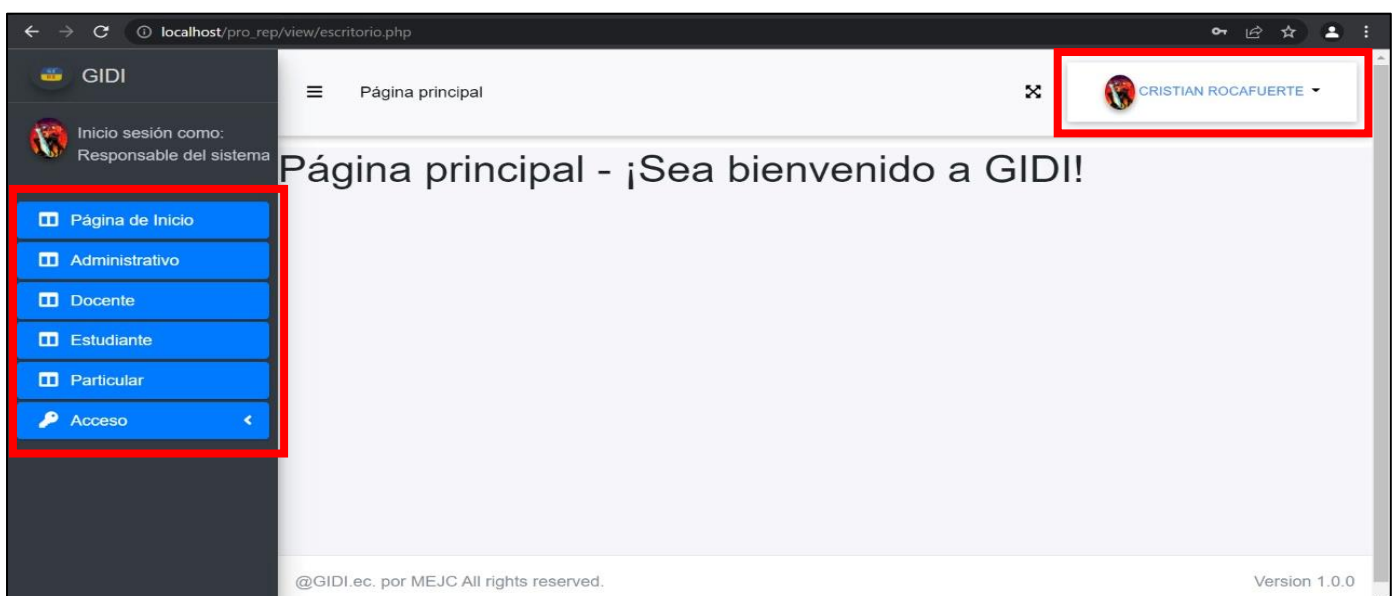 localhost/pro_rep/view/escritorio.php
GIDI
Página principal
CRISTIAN ROCAFUERTE
Inicio sesión como:
Responsable del sistema
Página principal - ¡Sea bienvenido a GIDI!
Página de Inicio
Administrativo
Docente
Estudiante
Particular
Acceso
@GIDI.ec. por MEJC All rights reserved.
Version 1.0.0